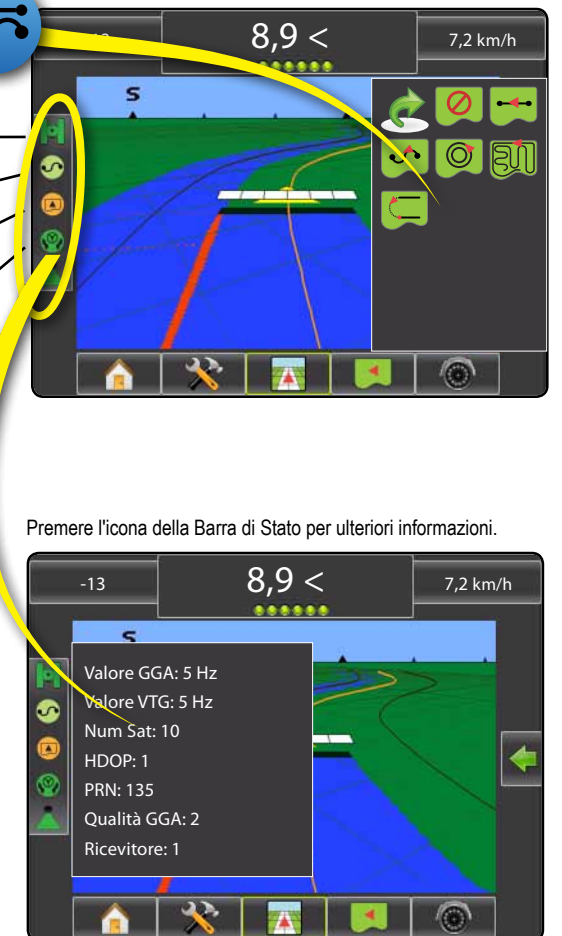 8,9 <
7,2 km/h
S
Premere l'icona della Barra di Stato per ulteriori informazioni.
-13
8,9 <
7,2 km/h
S
Valore GGA: 5 Hz
Valore VTG: 5 Hz
Num Sat: 10
HDOP: 1
PRN: 135
Qualità GGA: 2
Ricevitore: 1